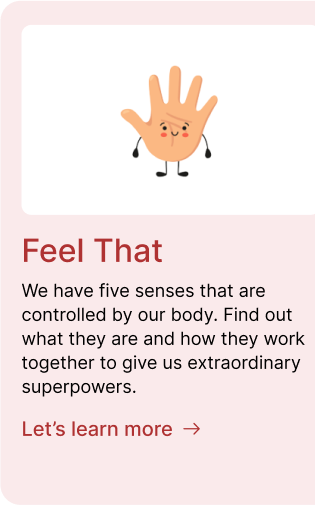 Feel That
We have five senses that are
controlled by our body. Find out
what they are and how they work
together to give us extraordinary
superpowers.
Let’s learn more →